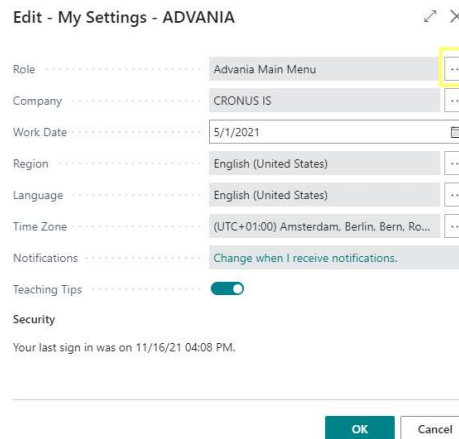 Edit - My Settings - ADVANIA
Role Advania Main Menu
Company CRONUS IS
Work Date 5/1/2021
Region English (United States)
Language English (United States)
Time Zone (UTC+01:00) Amsterdam, Berlin, Bern, Ro...
Notifications Change when I receive notifications.
Teaching Tips
Security
Your last sign in was on 11/16/21 04:08 PM.
OK Cancel